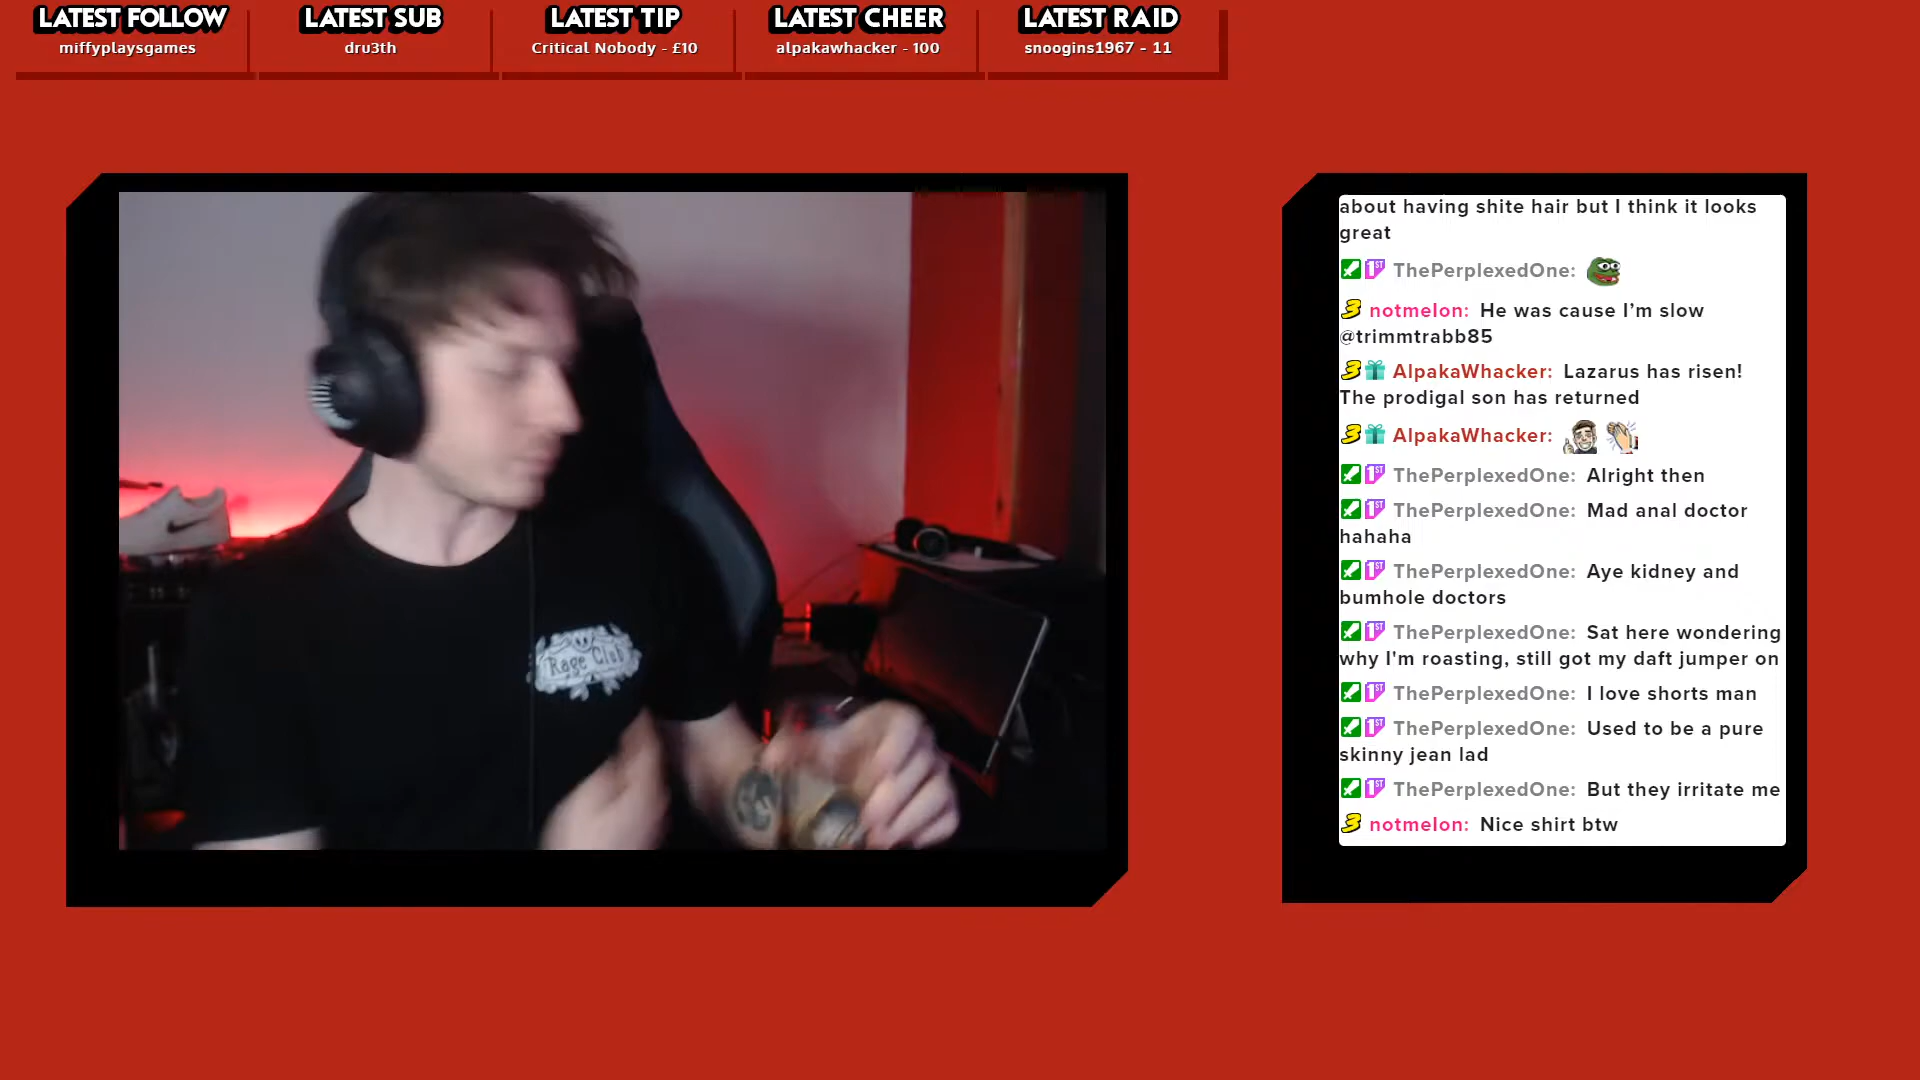 LATEST FOLLOW
miffyplaysgames
LATEST SUB
dru3th
LATEST TIP
Critical Nobody - £10
LATEST CHEER
alpakawhacker - 100
LATEST RAID
snoogins1967 - 11
Rage Club
about having shite hair but I think it looks
great
ThePerplexedOne:
notmelon: He was cause I’m slow
@trimmtrabb85
AlpakaWhacker: Lazarus has risen!
The prodigal son has returned
AlpakaWhacker:
ThePerplexedOne: Alright then
ThePerplexedOne: Mad anal doctor
hahaha
ThePerplexedOne: Aye kidney and
bumhole doctors
ThePerplexedOne: Sat here wondering
why I'm roasting, still got my daft jumper on
ThePerplexedOne: I love shorts man
ThePerplexedOne: Used to be a pure
skinny jean lad
ThePerplexedOne: But they irritate me
notmelon: Nice shirt btw